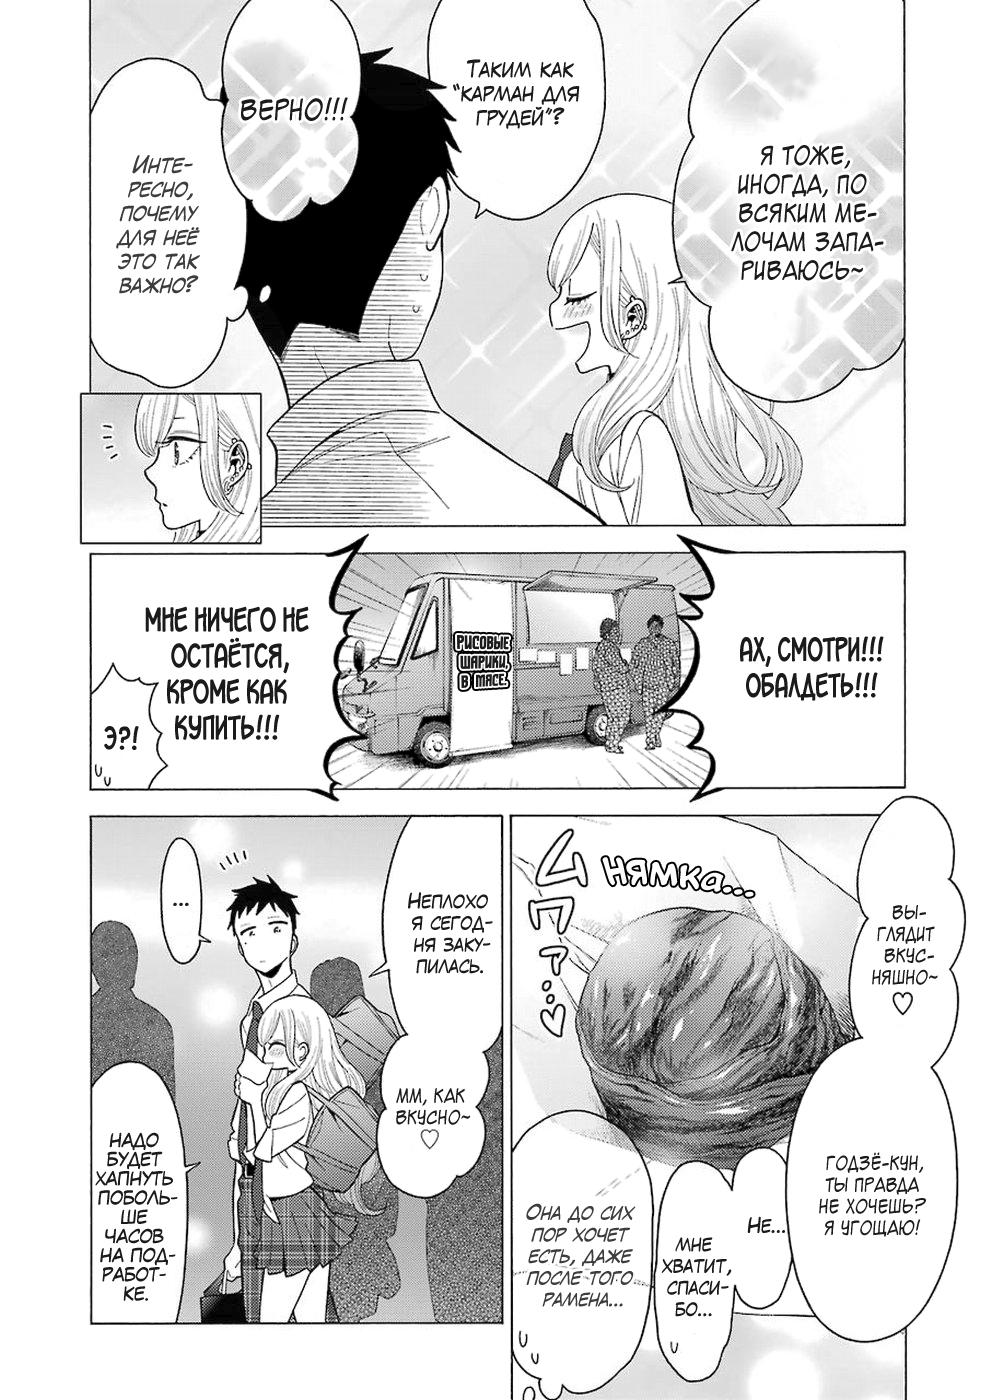 Я ТОЖЕ,
ИНОГДА, ПО
ВСЯКИМ МЕ-
ЛОЧАМ ЗАПА-
РИВАЮСЬ~
ТАКИМ КАК
"КАРМАН ДЛЯ
ГРУДЕЙ"?
ВЕРНО!!!
ИНТЕ-
РЕСНО,
ПОЧЕМУ
ДЛЯ НЕЁ
ЭТО ТАК
ВАЖНО?
АХ, СМОТРИ!!!
ОБАЛДЕТЬ!!!
РИСОВЫЕ
ШАРИКИ,
В МЯСЕ.
МНЕ НИЧЕГО НЕ
ОСТАЁТСЯ,
КРОМЕ КАК
КУПИТЬ!!!
Э?!
ВЫ-
ГЛЯДИТ
ВКУС-
НЯШНО~
♡
НЯМКА...
ムワァ…♡
ГОДЗЁ-КУН,
ТЫ ПРАВДА
НЕ ХОЧЕШЬ?
Я УГОЩАЮ!
НЕ...
МНЕ
ХВАТИТ,
СПАСИ-
БО...
ОНА ДО СИХ
ПОР ХОЧЕТ
ЕСТЬ, ДАЖЕ
ПОСЛЕ ТОГО
РАМЕНА...
НЕПЛОХО
Я СЕГОД-
НЯ ЗАКУ-
ПИЛАСЬ.
ММ, КАК
ВКУСНО~
♡
...
НАДО
БУДЕТ
ХАПНУТЬ
ПОБОЛЬ-
ШЕ
ЧАСОВ
НА ПОД-
РАБОТ-
КЕ.